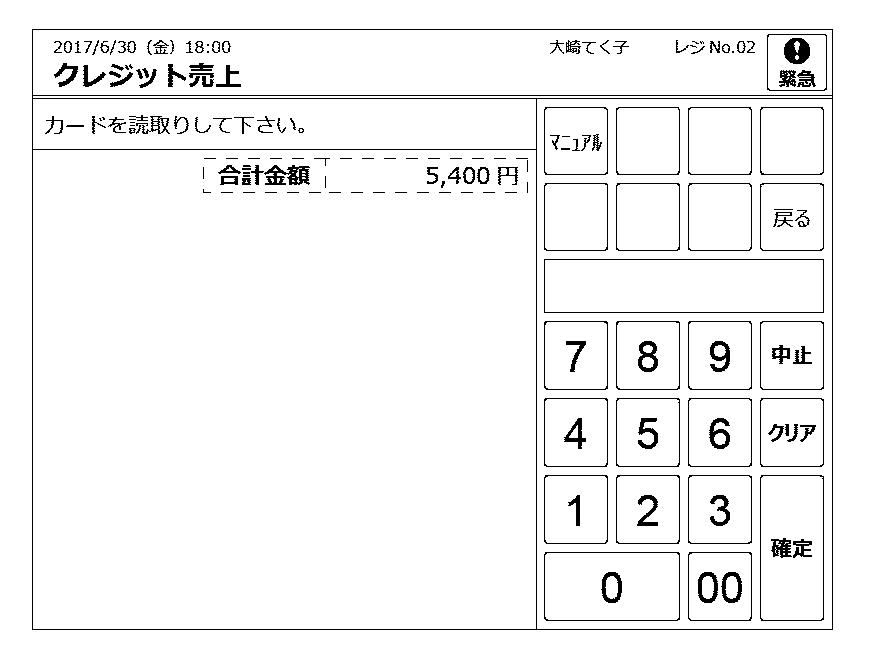 2017/6/30（金）18:00
大崎てく子
レジ No.02
緊急
クレジット売上
カードを読取りして下さい。
合計金額 5,400 円
ﾏﾆｭｱﾙ
戻る
7 8 9 中止
4 5 6 クリア
1 2 3
確定
0 00